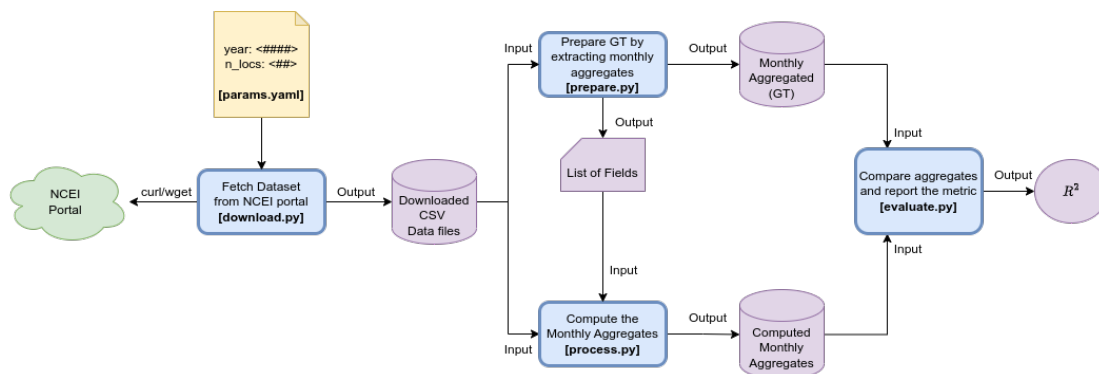 year: <####>
n_locs: <##>
[params.yaml]
NCEI
Portal
curl/wget
Fetch Dataset
from NCEI portal
[download.py]
Output
Downloaded
CSV
Data files
Input
Prepare GT by
extracting monthly
aggregates
[prepare.py]
Output
Monthly
Aggregated
(GT)
Output
List of Fields
Input
Input
Compute the
Monthly Aggregates
[process.py]
Output
Computed
Monthly
Aggregates
Input
Compare aggregates
and report the metric
[evaluate.py]
Input
Output
R²